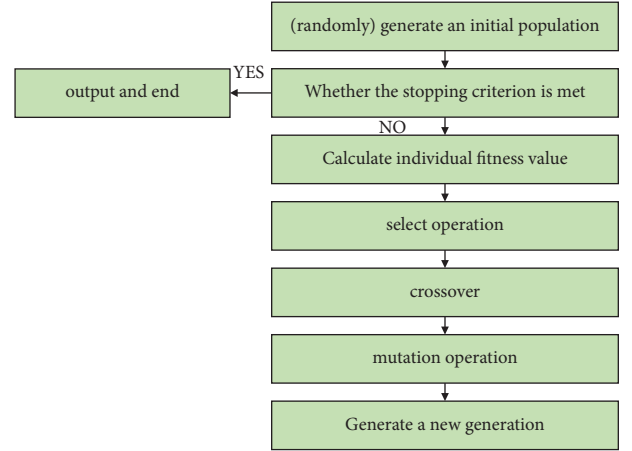 (randomly) generate an initial population
YES
output and end
Whether the stopping criterion is met
NO
Calculate individual fitness value
select operation
crossover
mutation operation
Generate a new generation